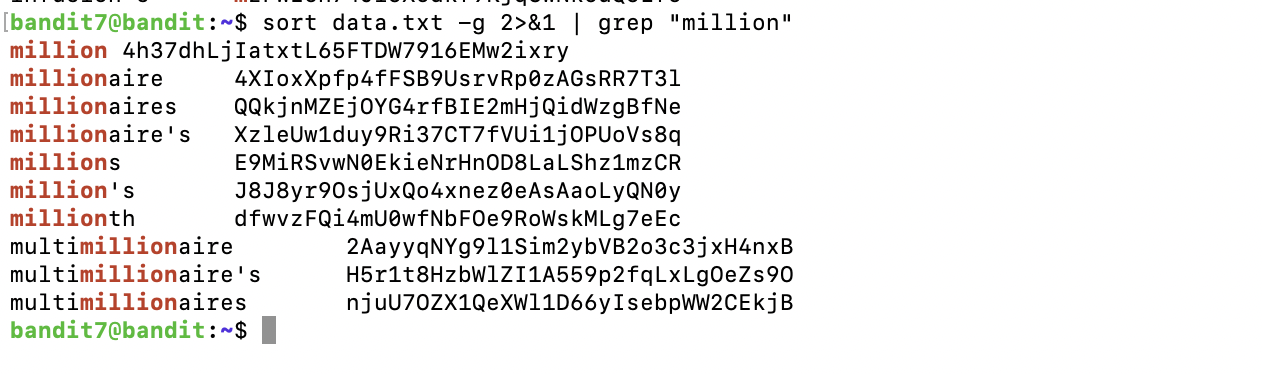 bandit7@bandit:~$ sort data.txt -g 2>&1 | grep "million"
million 4h37dhLjIatxtL65FTDW7916EMw2ixry
millionaire     4XIoxXpfp4fFSB9UsrvRp0zAGsRR7T3l
millionaires    QQkjnMZEjOYG4rfBIE2mHjQidWzgBfNe
millionaire's   XzleUw1duy9Ri37CT7fVUi1jOPUoVs8q
millions        E9MiRSvwN0EkieNrHnOD8LaLShz1mzCR
million's       J8J8yr9OsjUxQo4xnez0eAsAaoLyQN0y
millionth       dfwvzFQi4mU0wfNbFOe9RoWskMLg7eEc
multimillionaire        2AayyqNYg9l1Sim2ybVB2o3c3jxH4nxB
multimillionaire's      H5r1t8HzbWlZI1A559p2fqLxLgOeZs9O
multimillionaires       njuU7OZX1QeXWl1D66yIsebpWW2CEkjB
bandit7@bandit:~$